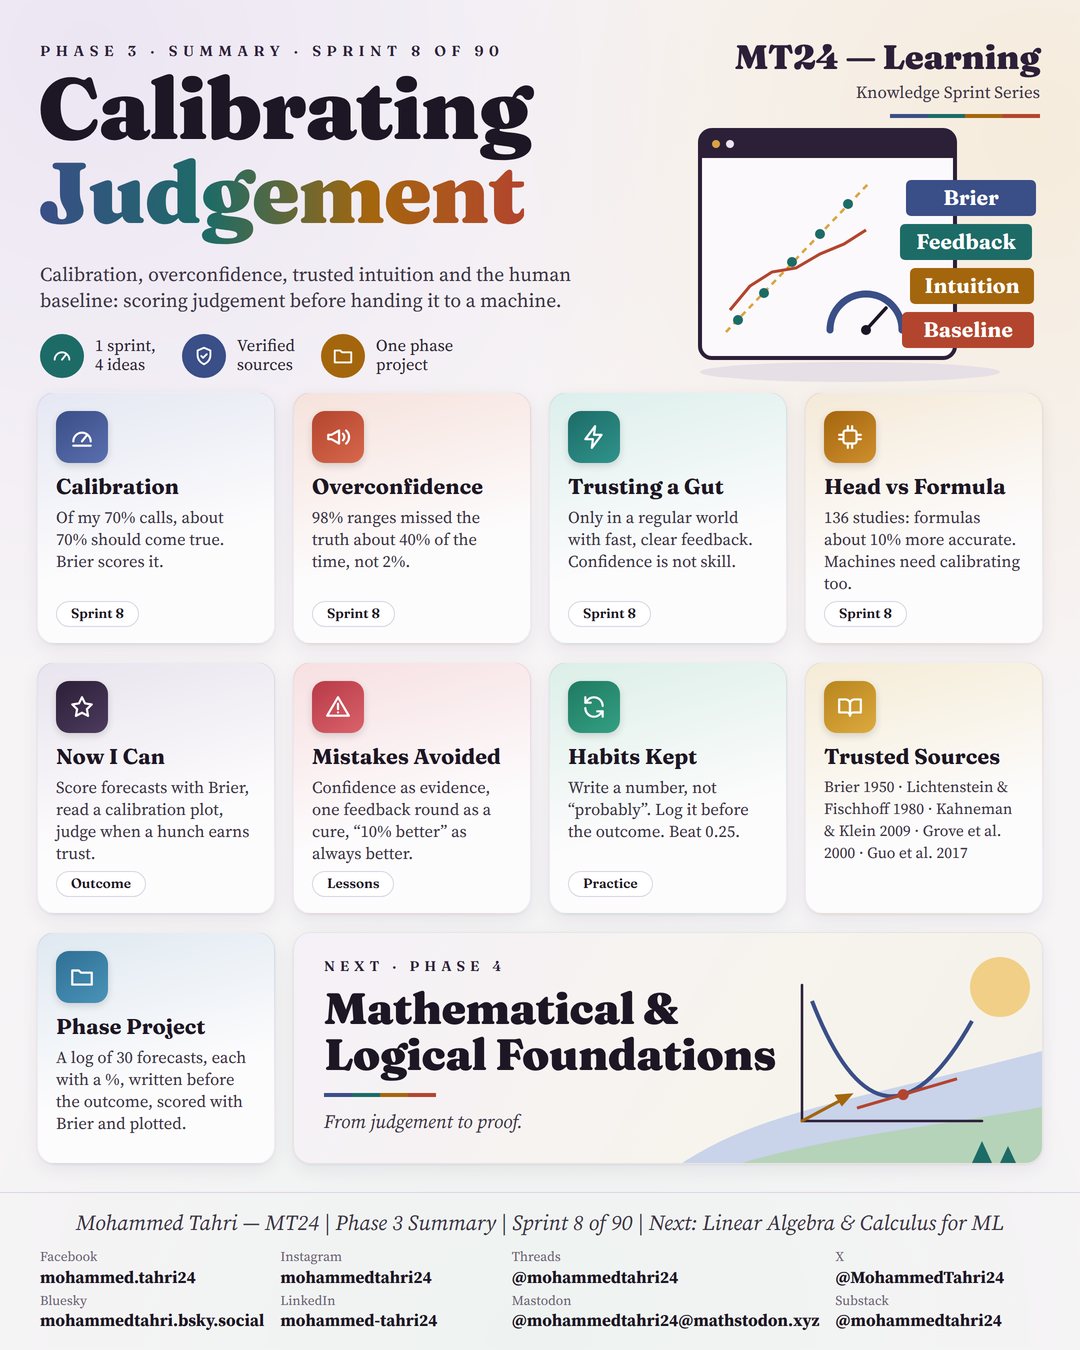 PHASE 3 · SUMMARY · SPRINT 8 OF 90
Calibrating
Judgement
Calibration, overconfidence, trusted intuition and the human
baseline: scoring judgement before handing it to a machine.
1 sprint,
4 ideas
Verified
sources
One phase
project
MT24 — Learning
Knowledge Sprint Series
Brier
Feedback
Intuition
Baseline
Calibration
Of my 70% calls, about
70% should come true.
Brier scores it.
Sprint 8
Overconfidence
98% ranges missed the
truth about 40% of the
time, not 2%.
Sprint 8
Trusting a Gut
Only in a regular world
with fast, clear feedback.
Confidence is not skill.
Sprint 8
Head vs Formula
136 studies: formulas
about 10% more accurate.
Machines need calibrating
too.
Sprint 8
Now I Can
Score forecasts with Brier,
read a calibration plot,
judge when a hunch earns
trust.
Outcome
Mistakes Avoided
Confidence as evidence,
one feedback round as a
cure, “10% better” as
always better.
Lessons
Habits Kept
Write a number, not
“probably”. Log it before
the outcome. Beat 0.25.
Practice
Trusted Sources
Brier 1950 · Lichtenstein &
Fischhoff 1980 · Kahneman
& Klein 2009 · Grove et al.
2000 · Guo et al. 2017
Phase Project
A log of 30 forecasts, each
with a %, written before
the outcome, scored with
Brier and plotted.
NEXT · PHASE 4
Mathematical &
Logical Foundations
From judgement to proof.
Mohammed Tahri — MT24 | Phase 3 Summary | Sprint 8 of 90 | Next: Linear Algebra & Calculus for ML
Facebook
mohammed.tahri24
Instagram
mohammedtahri24
Threads
@mohammedtahri24
X
@MohammedTahri24
Bluesky
mohammedtahri.bsky.social
LinkedIn
mohammed-tahri24
Mastodon
@mohammedtahri24@mathstodon.xyz
Substack
@mohammedtahri24